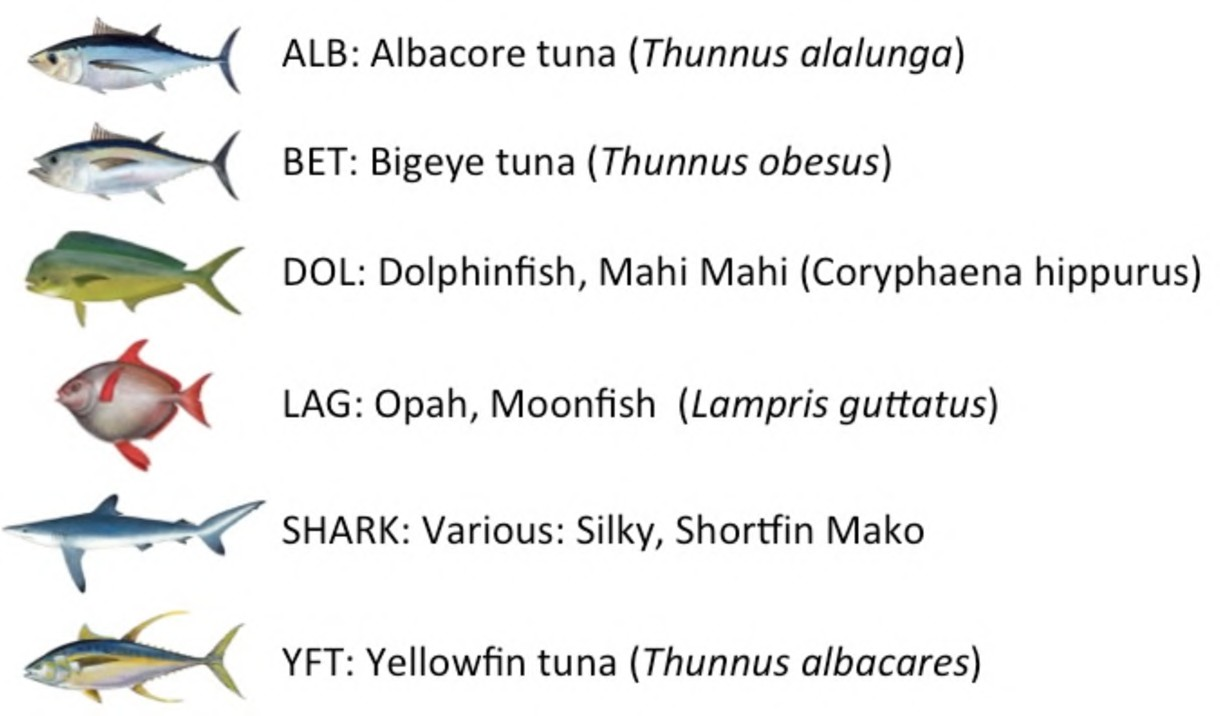 ALB: Albacore tuna (Thunnus alalunga)
BET: Bigeye tuna (Thunnus obesus)
DOL: Dolphinfish, Mahi Mahi (Coryphaena hippurus)
LAG: Opah, Moonfish  (Lampris guttatus)
SHARK: Various: Silky, Shortfin Mako
YFT: Yellowfin tuna (Thunnus albacares)